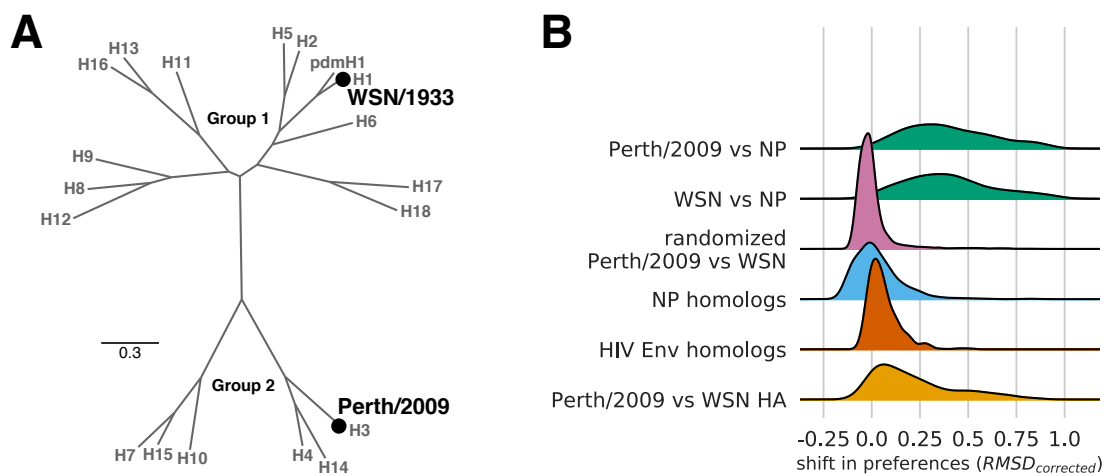 A
H13
H16
H11
H5
H2
pdmH1
H1
WSN/1933
Group 1
H6
H9
H8
H12
H17
H18
0.3
Group 2
Perth/2009
H3
H7
H15
H10
H4
H14
B
Perth/2009 vs NP
WSN vs NP
randomized
Perth/2009 vs WSN
NP homologs
HIV Env homologs
Perth/2009 vs WSN HA
-0.25 0.0 0.25 0.5 0.75 1.0
shift in preferences (RMSDcorrected)